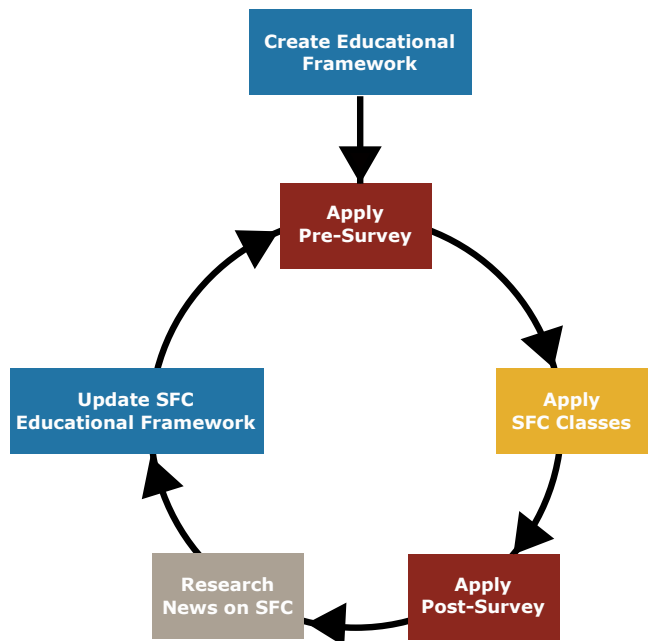 Create Educational
Framework
Apply
Pre-Survey
Update SFC
Educational Framework
Apply
SFC Classes
Research
News on SFC
Apply
Post-Survey